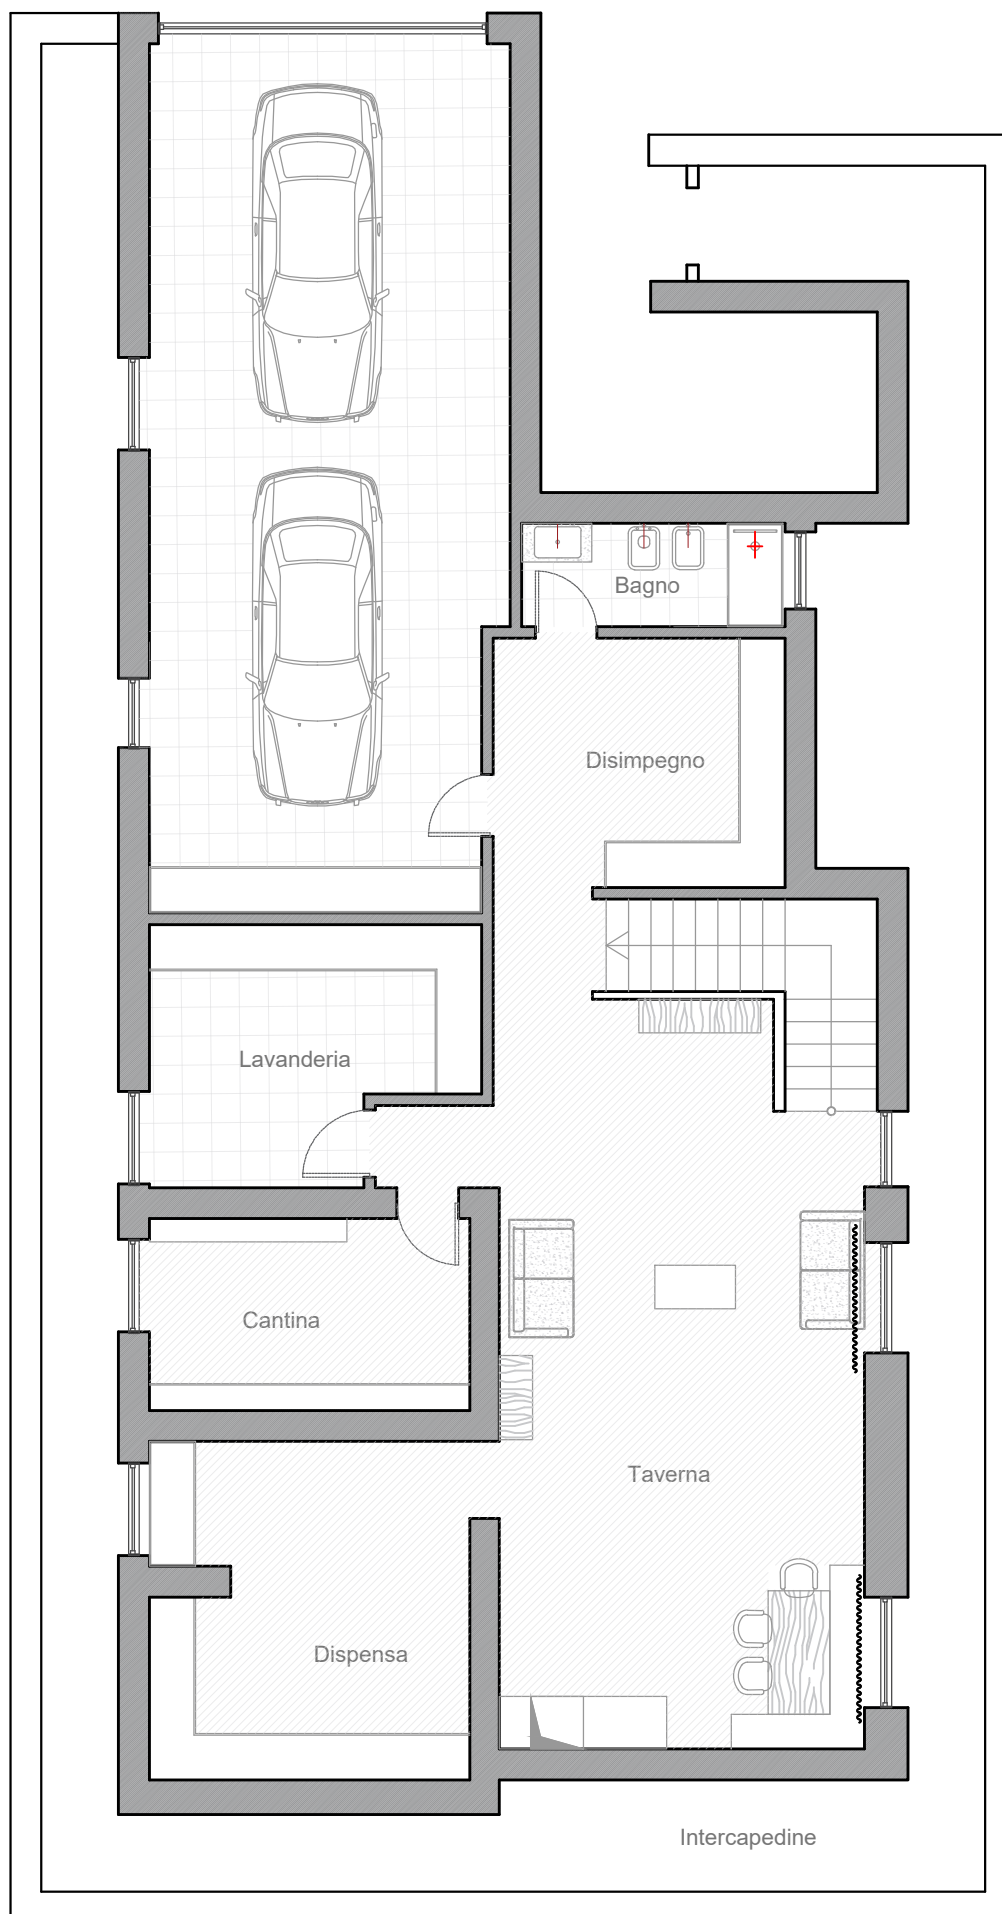 Bagno
Disimpegno
Lavanderia
Cantina
Taverna
Dispensa
Intercapedine